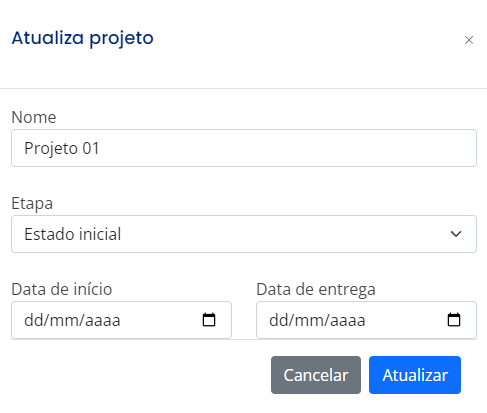 Atualiza projeto
Nome
Projeto 01
Etapa
Estado inicial
Data de início Data de entrega
dd/mm/aaaa dd/mm/aaaa
Cancelar Atualizar